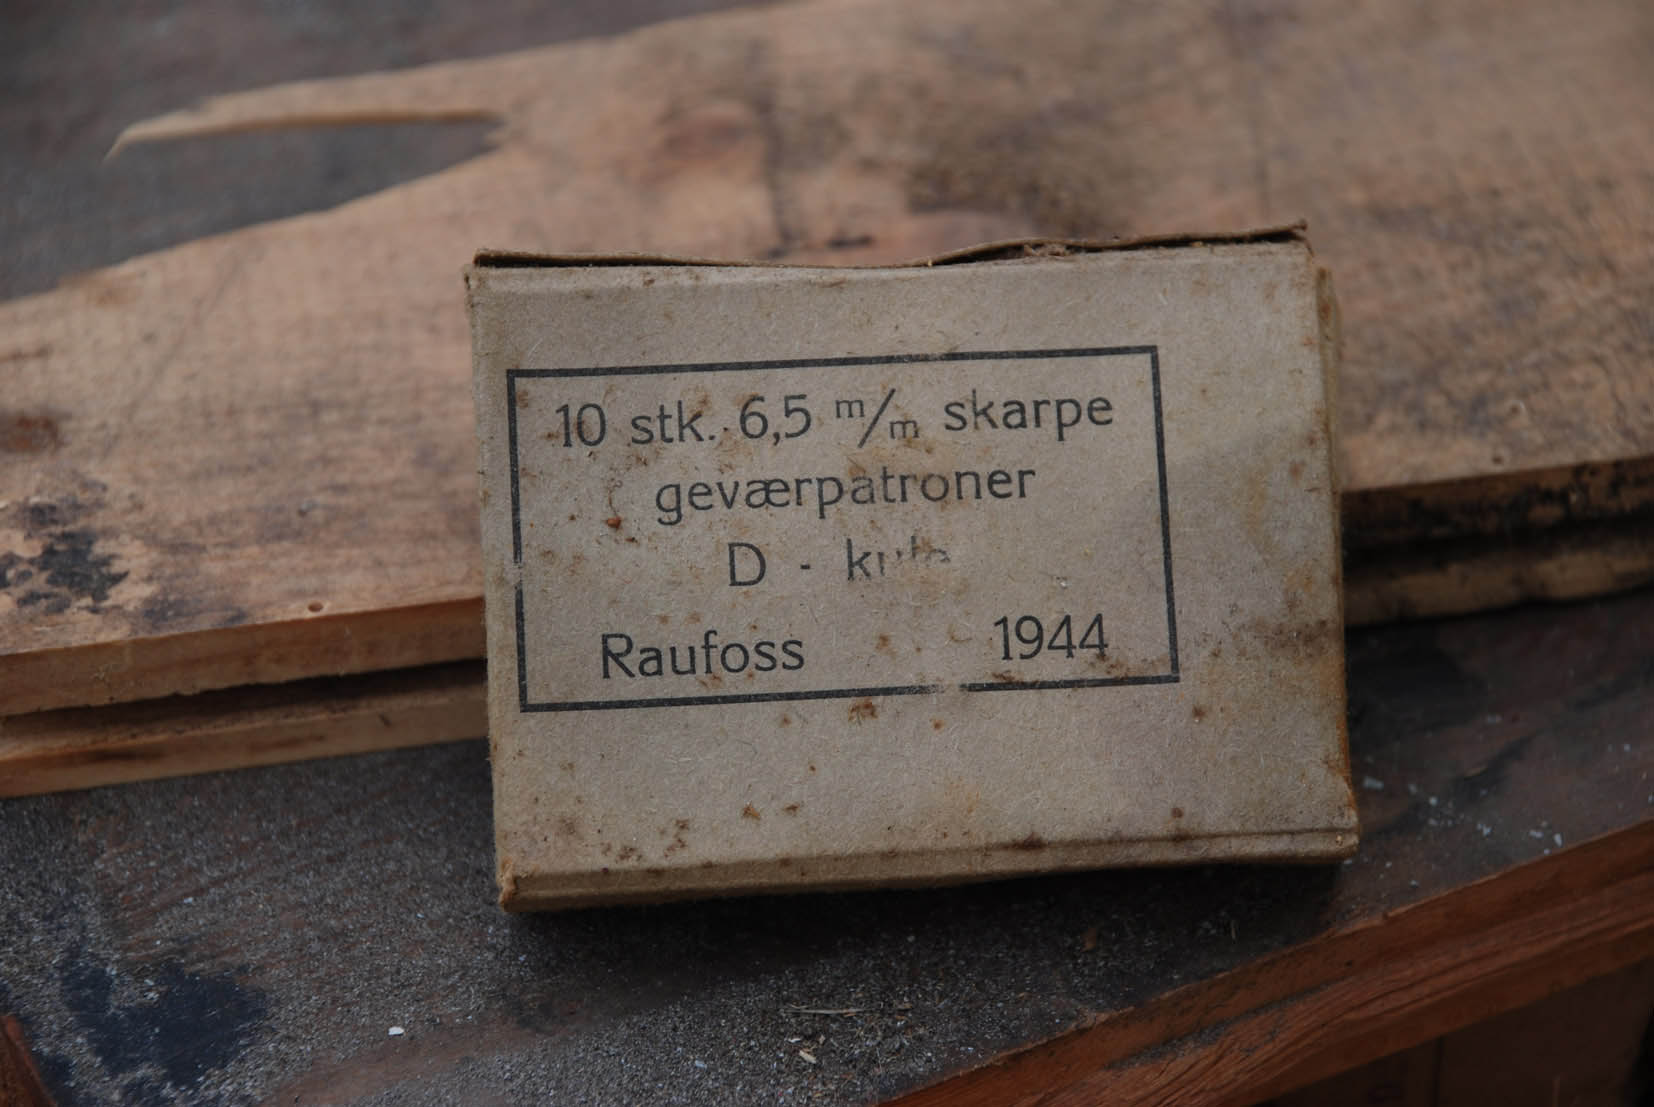 10 stk. 6,5 m/m skarpe
geværpatroner
D -
Raufoss 1944